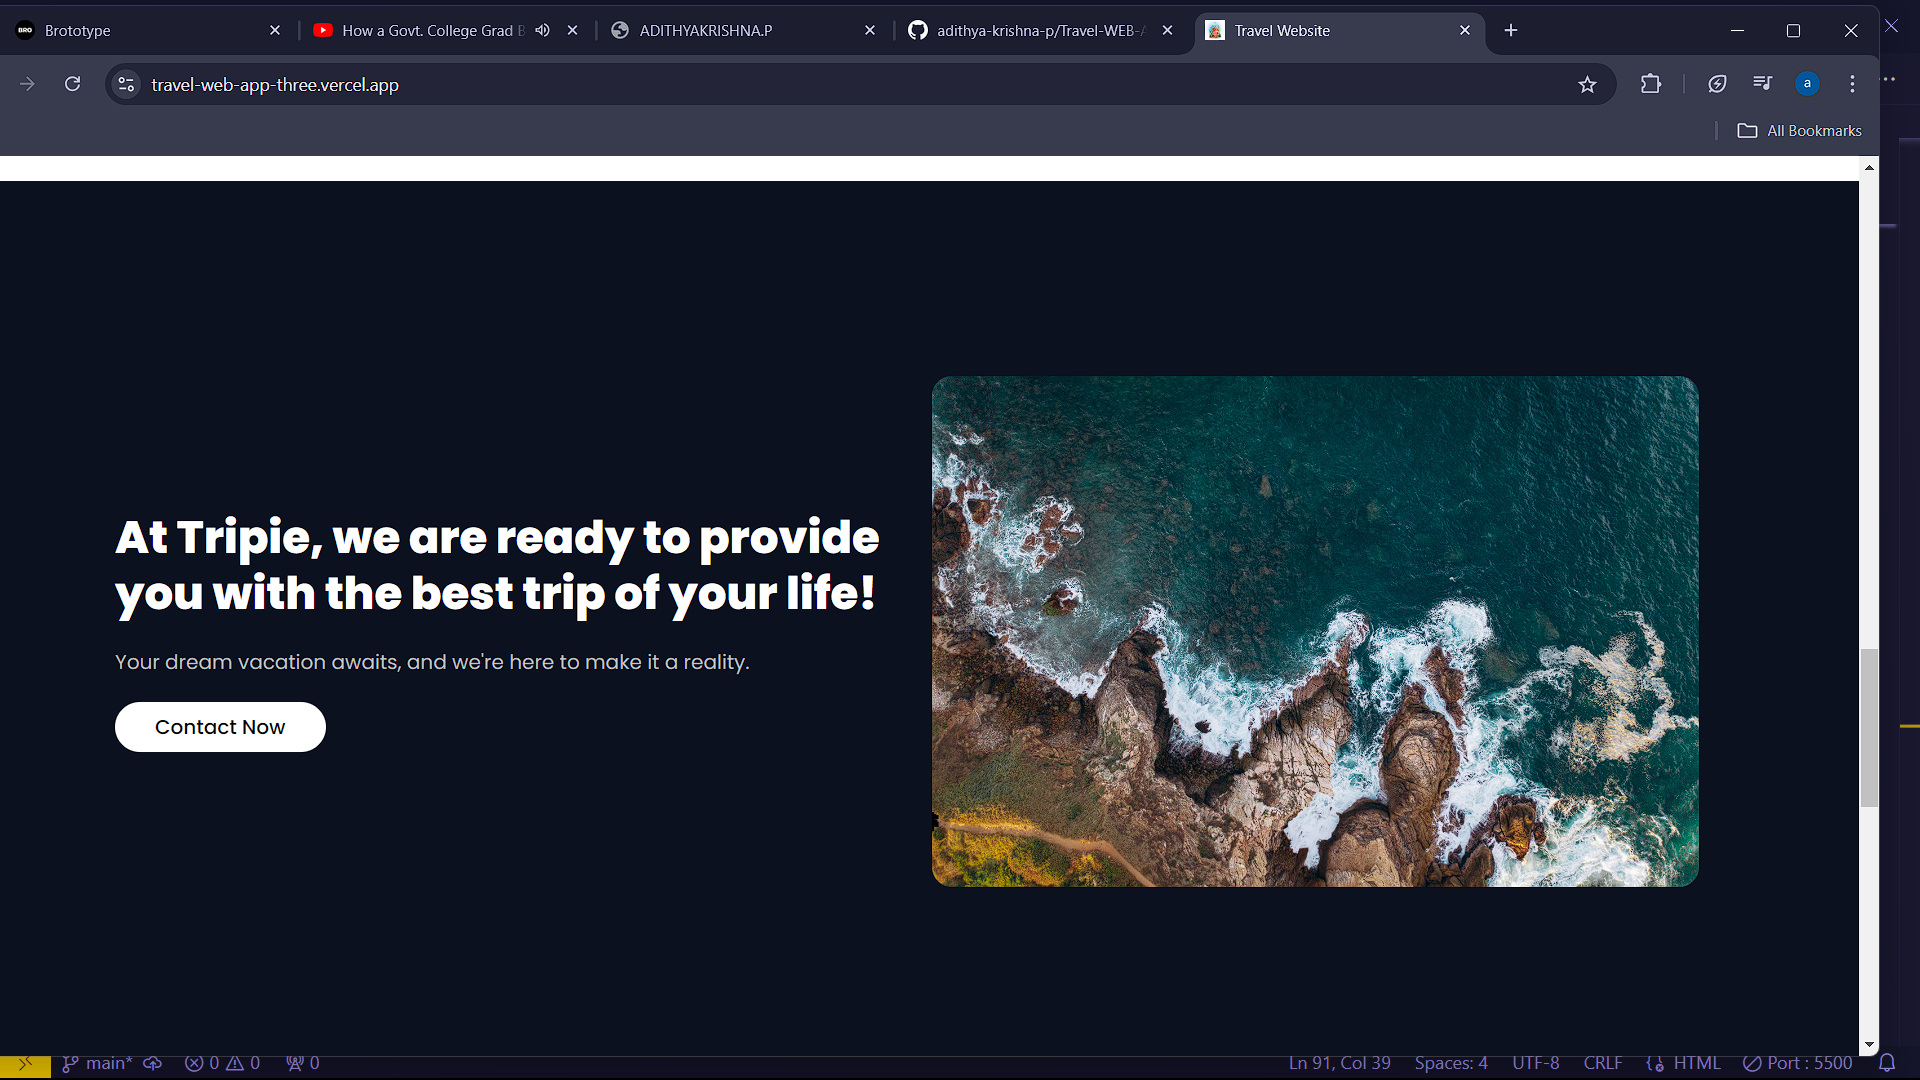 BRO
Brototype
How a Govt. College Grad B
ADITHYAKRISHNA.P
adithya-krishna-p/Travel-WEB-A
Travel Website
travel-web-app-three.vercel.app
a
All Bookmarks
At Tripie, we are ready to provide
you with the best trip of your life!
Your dream vacation awaits, and we're here to make it a reality.
Contact Now
main* 0 0 0 Ln 91, Col 39 Spaces: 4 UTF-8 CRLF HTML Port : 5500